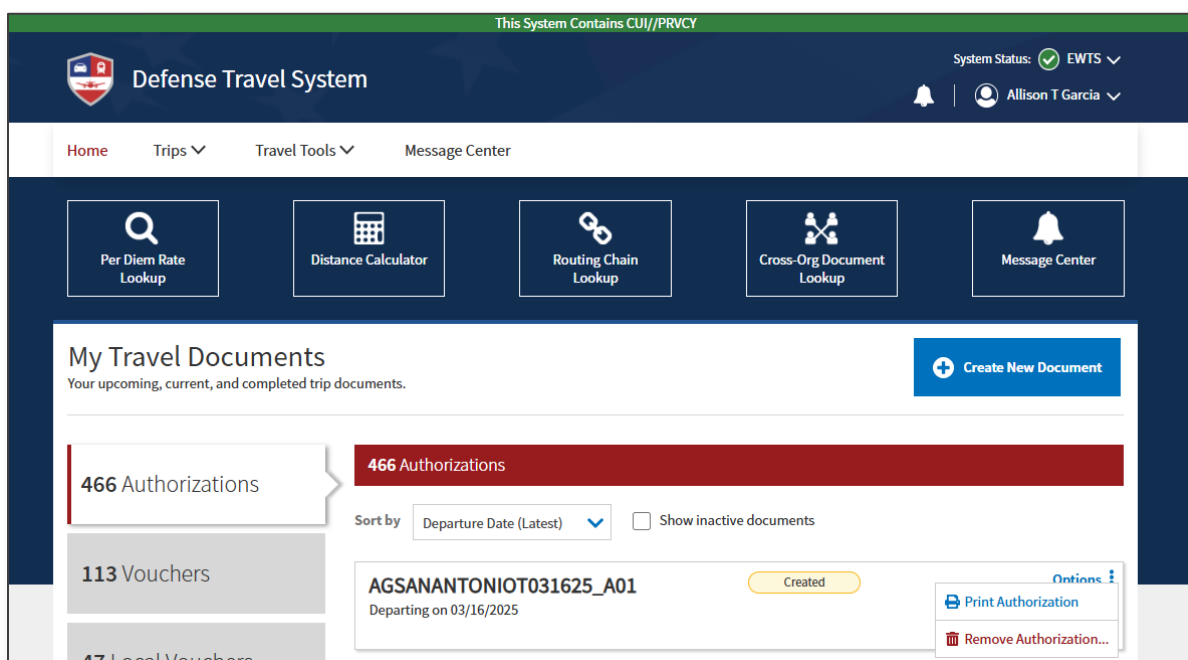 This System Contains CUI//PRVCY
Defense Travel System
System Status: EWTS
Allison T Garcia
Home Trips Travel Tools Message Center
Per Diem Rate
Lookup
Distance Calculator
Routing Chain
Lookup
Cross-Org Document
Lookup
Message Center
My Travel Documents
Your upcoming, current, and completed trip documents.
Create New Document
466 Authorizations
113 Vouchers
47 Local Vouchers
466 Authorizations
Sort by Departure Date (Latest) Show inactive documents
AGSANANTONIOT031625_A01
Departing on 03/16/2025
Created
Options
Print Authorization
Remove Authorization...